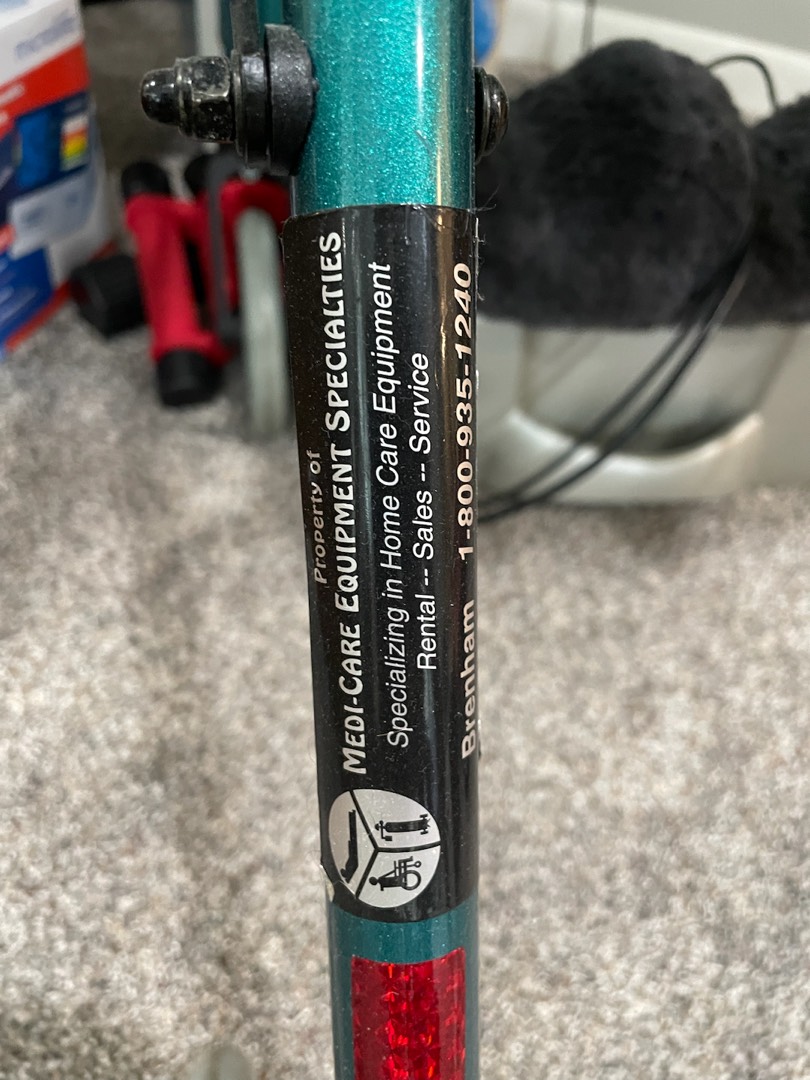 Property of
MEDI-CARE EQUIPMENT SPECIALTIES
Specializing in Home Care Equipment
Rental -- Sales -- Service
Brenham 1-800-935-1240